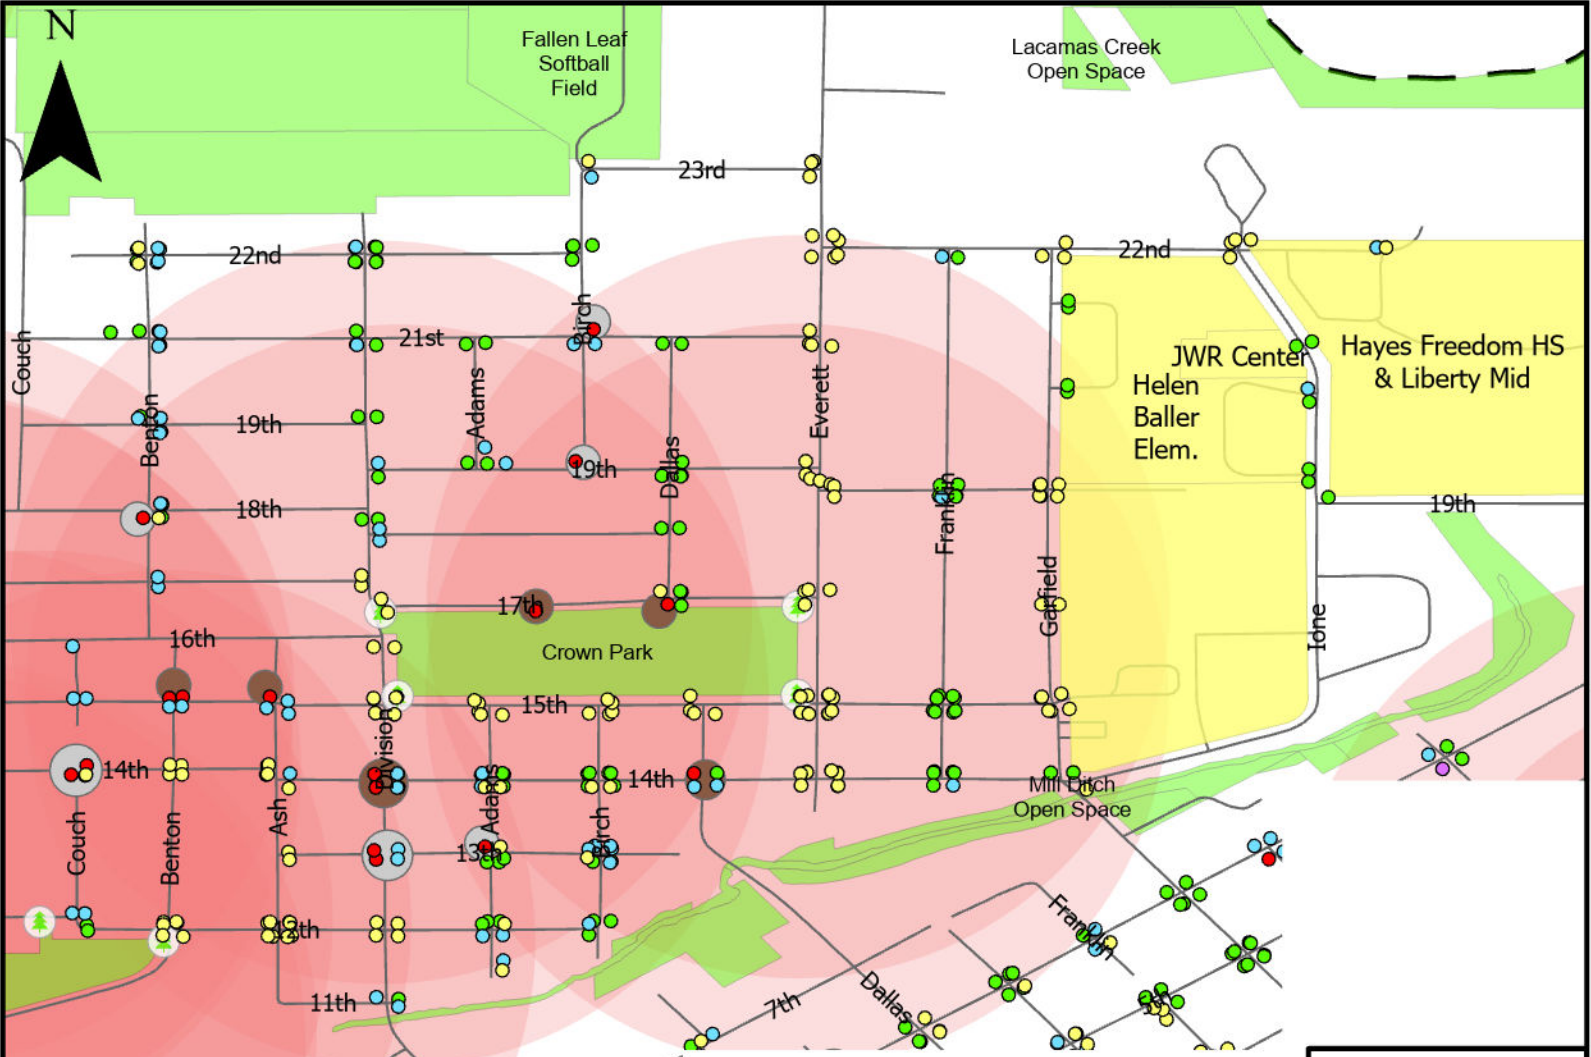 N
Fallen Leaf
Softball
Field
Lacamas Creek
Open Space
23rd
22nd
22nd
Birch
21st
Couch
JWR Center
Hayes Freedom HS
& Liberty Mid
Helen
Baller
Elem.
Adams
Everett
Benton
19th
19th
Dallas
18th
Franklin
19th
17th
Garfield
Idne
16th
Crown Park
15th
Division
14th
14th
Mill Ditch
Open Space
Couch
Benton
Ash
Adams
Birch
13th
12th
Franklin
11th
7th
Dallas
5th